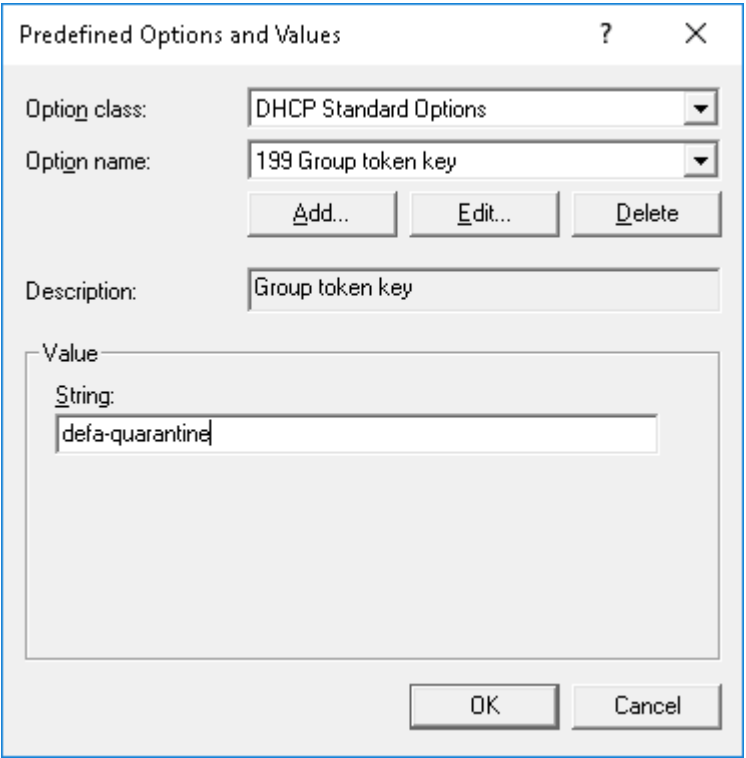 Predefined Options and Values ? ✕
Option class: DHCP Standard Options
Option name: 199 Group token key
Add... Edit... Delete
Description: Group token key
Value
String:
defa-quarantine
OK Cancel